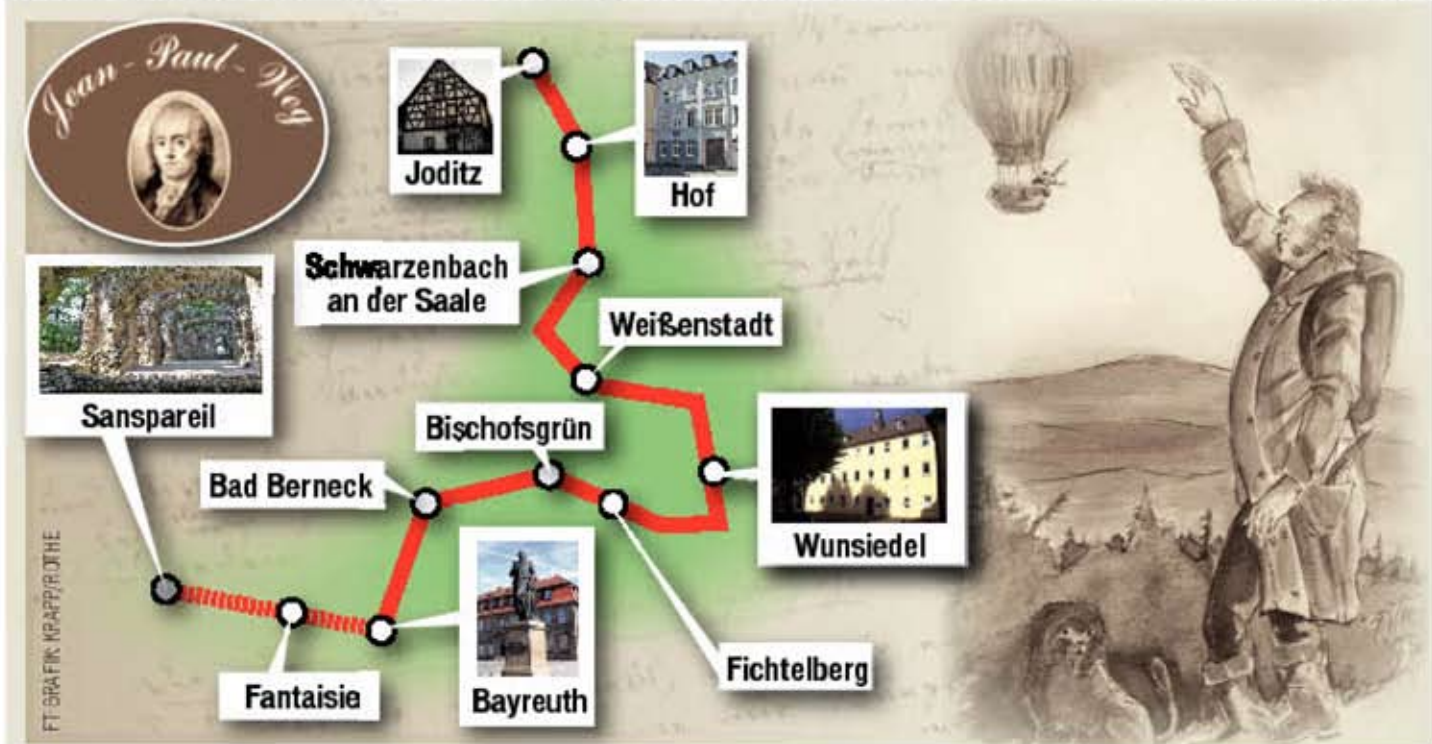 Jean-Paul-Weg
Joditz
Hof
Schwarzenbach
an der Saale
Weißenstadt
Sanspareil
Bischofsgrün
Bad Berneck
Wunsiedel
Fichtelberg
Fantaisie
Bayreuth
FT GRAFIK KRAPP/ROTHE